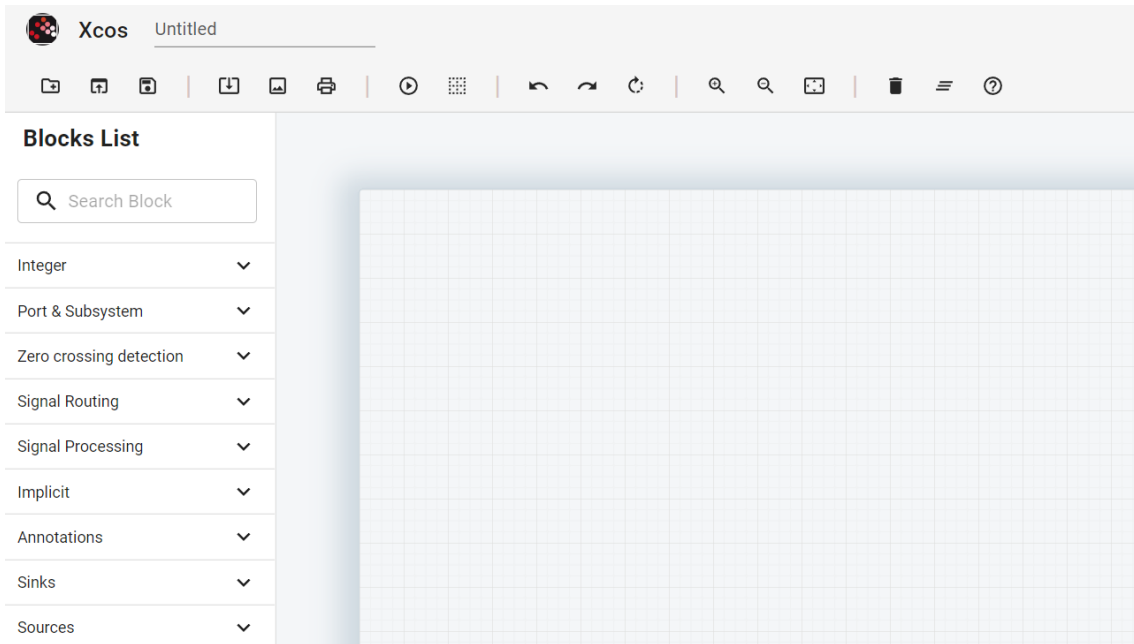 Xcos
Untitled
Blocks List
Search Block
Integer
Port & Subsystem
Zero crossing detection
Signal Routing
Signal Processing
Implicit
Annotations
Sinks
Sources